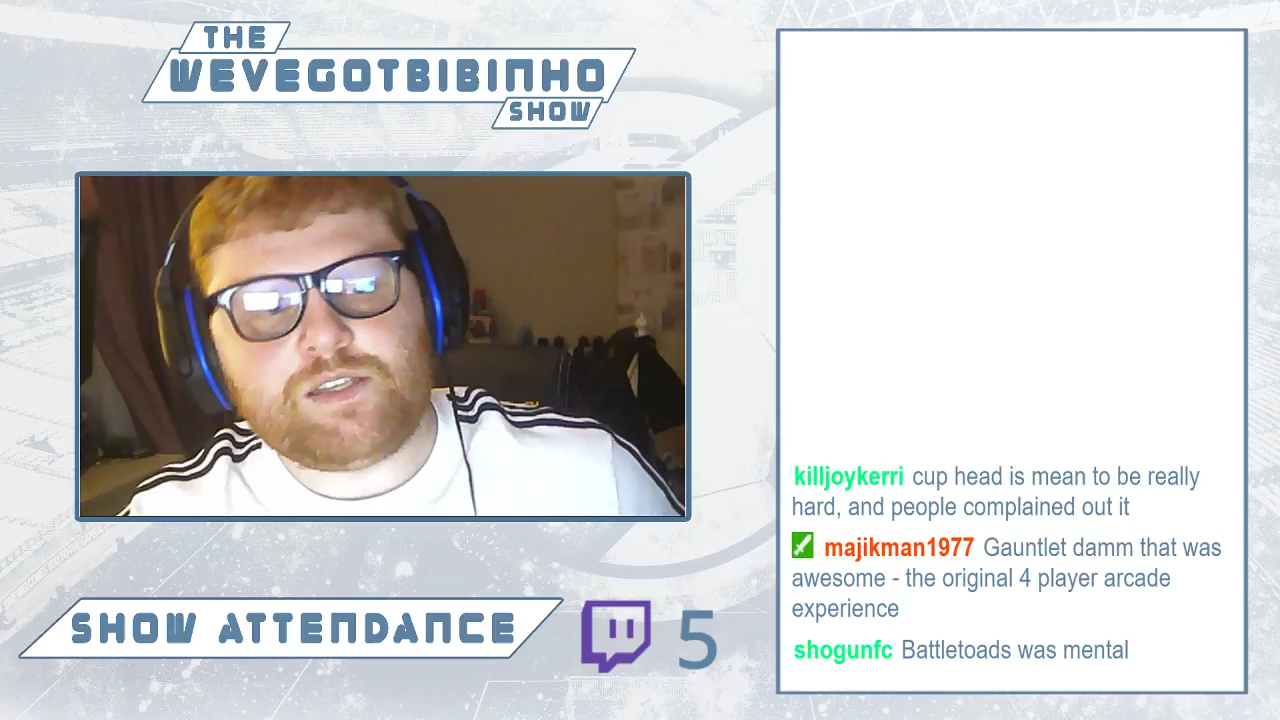 THE
WEVEGOTBIBINHO
SHOW
killjoykerri cup head is mean to be really
hard, and people complained out it
majikman1977 Gauntlet damm that was
awesome - the original 4 player arcade
experience
shogunfc Battletoads was mental
SHOW ATTENDANCE 5